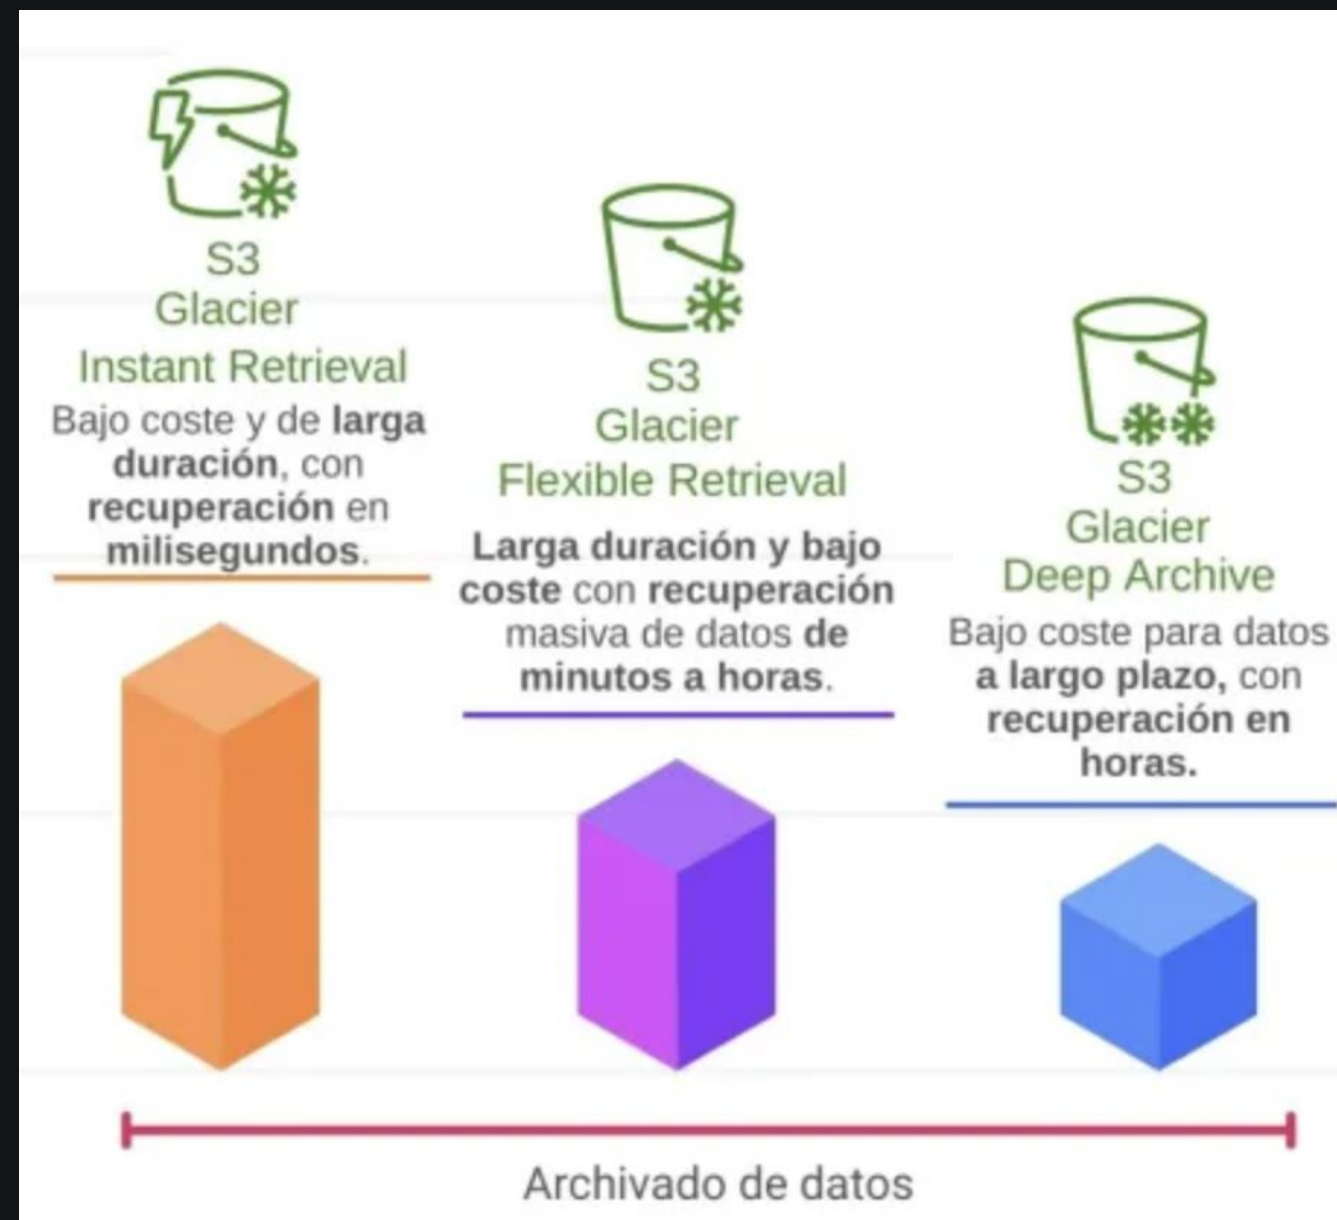 S3
Glacier
Instant Retrieval
Bajo coste y de larga
duración, con
recuperación en
milisegundos.
S3
Glacier
Flexible Retrieval
Larga duración y bajo
coste con recuperación
masiva de datos de
minutos a horas.
S3
Glacier
Deep Archive
Bajo coste para datos
a largo plazo, con
recuperación en
horas.
Archivado de datos